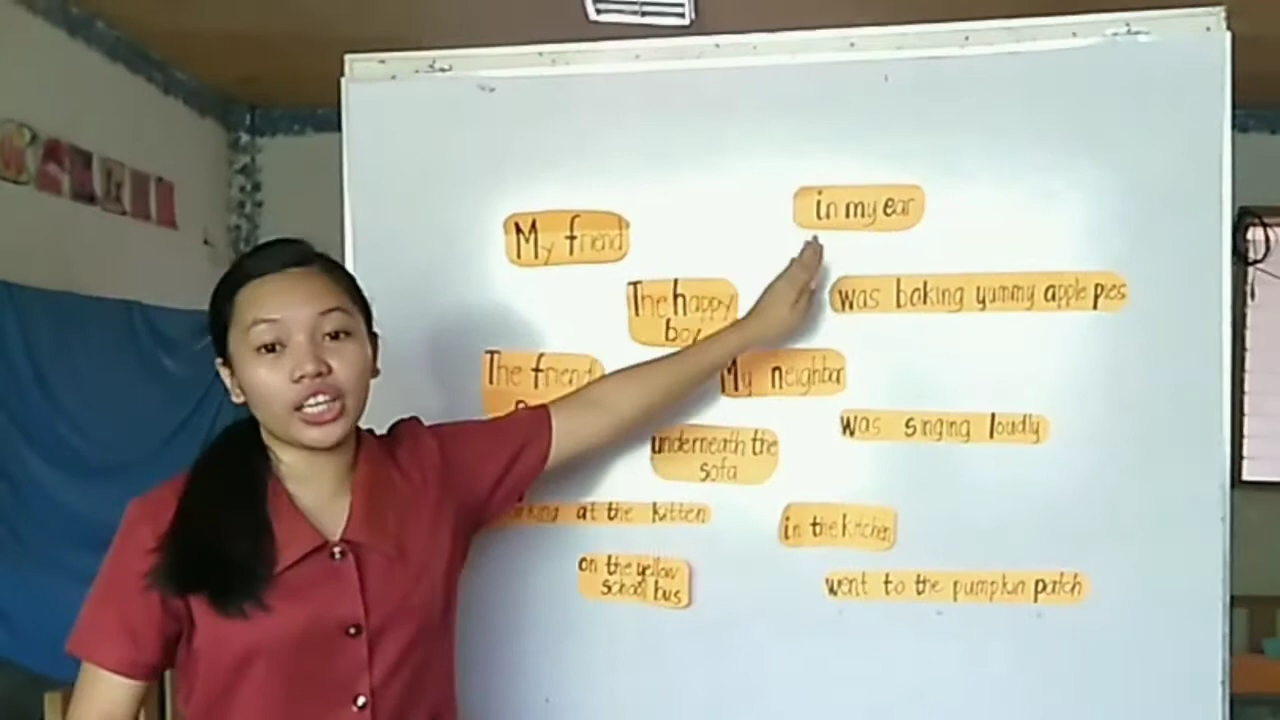 in my ear
My friend
The happy
boy
was baking yummy apple pies
The friend
My neighbor
was singing loudly
underneath the
sofa
at the kitten
in the kitchen
on the yellow
school bus
went to the pumpkin patch